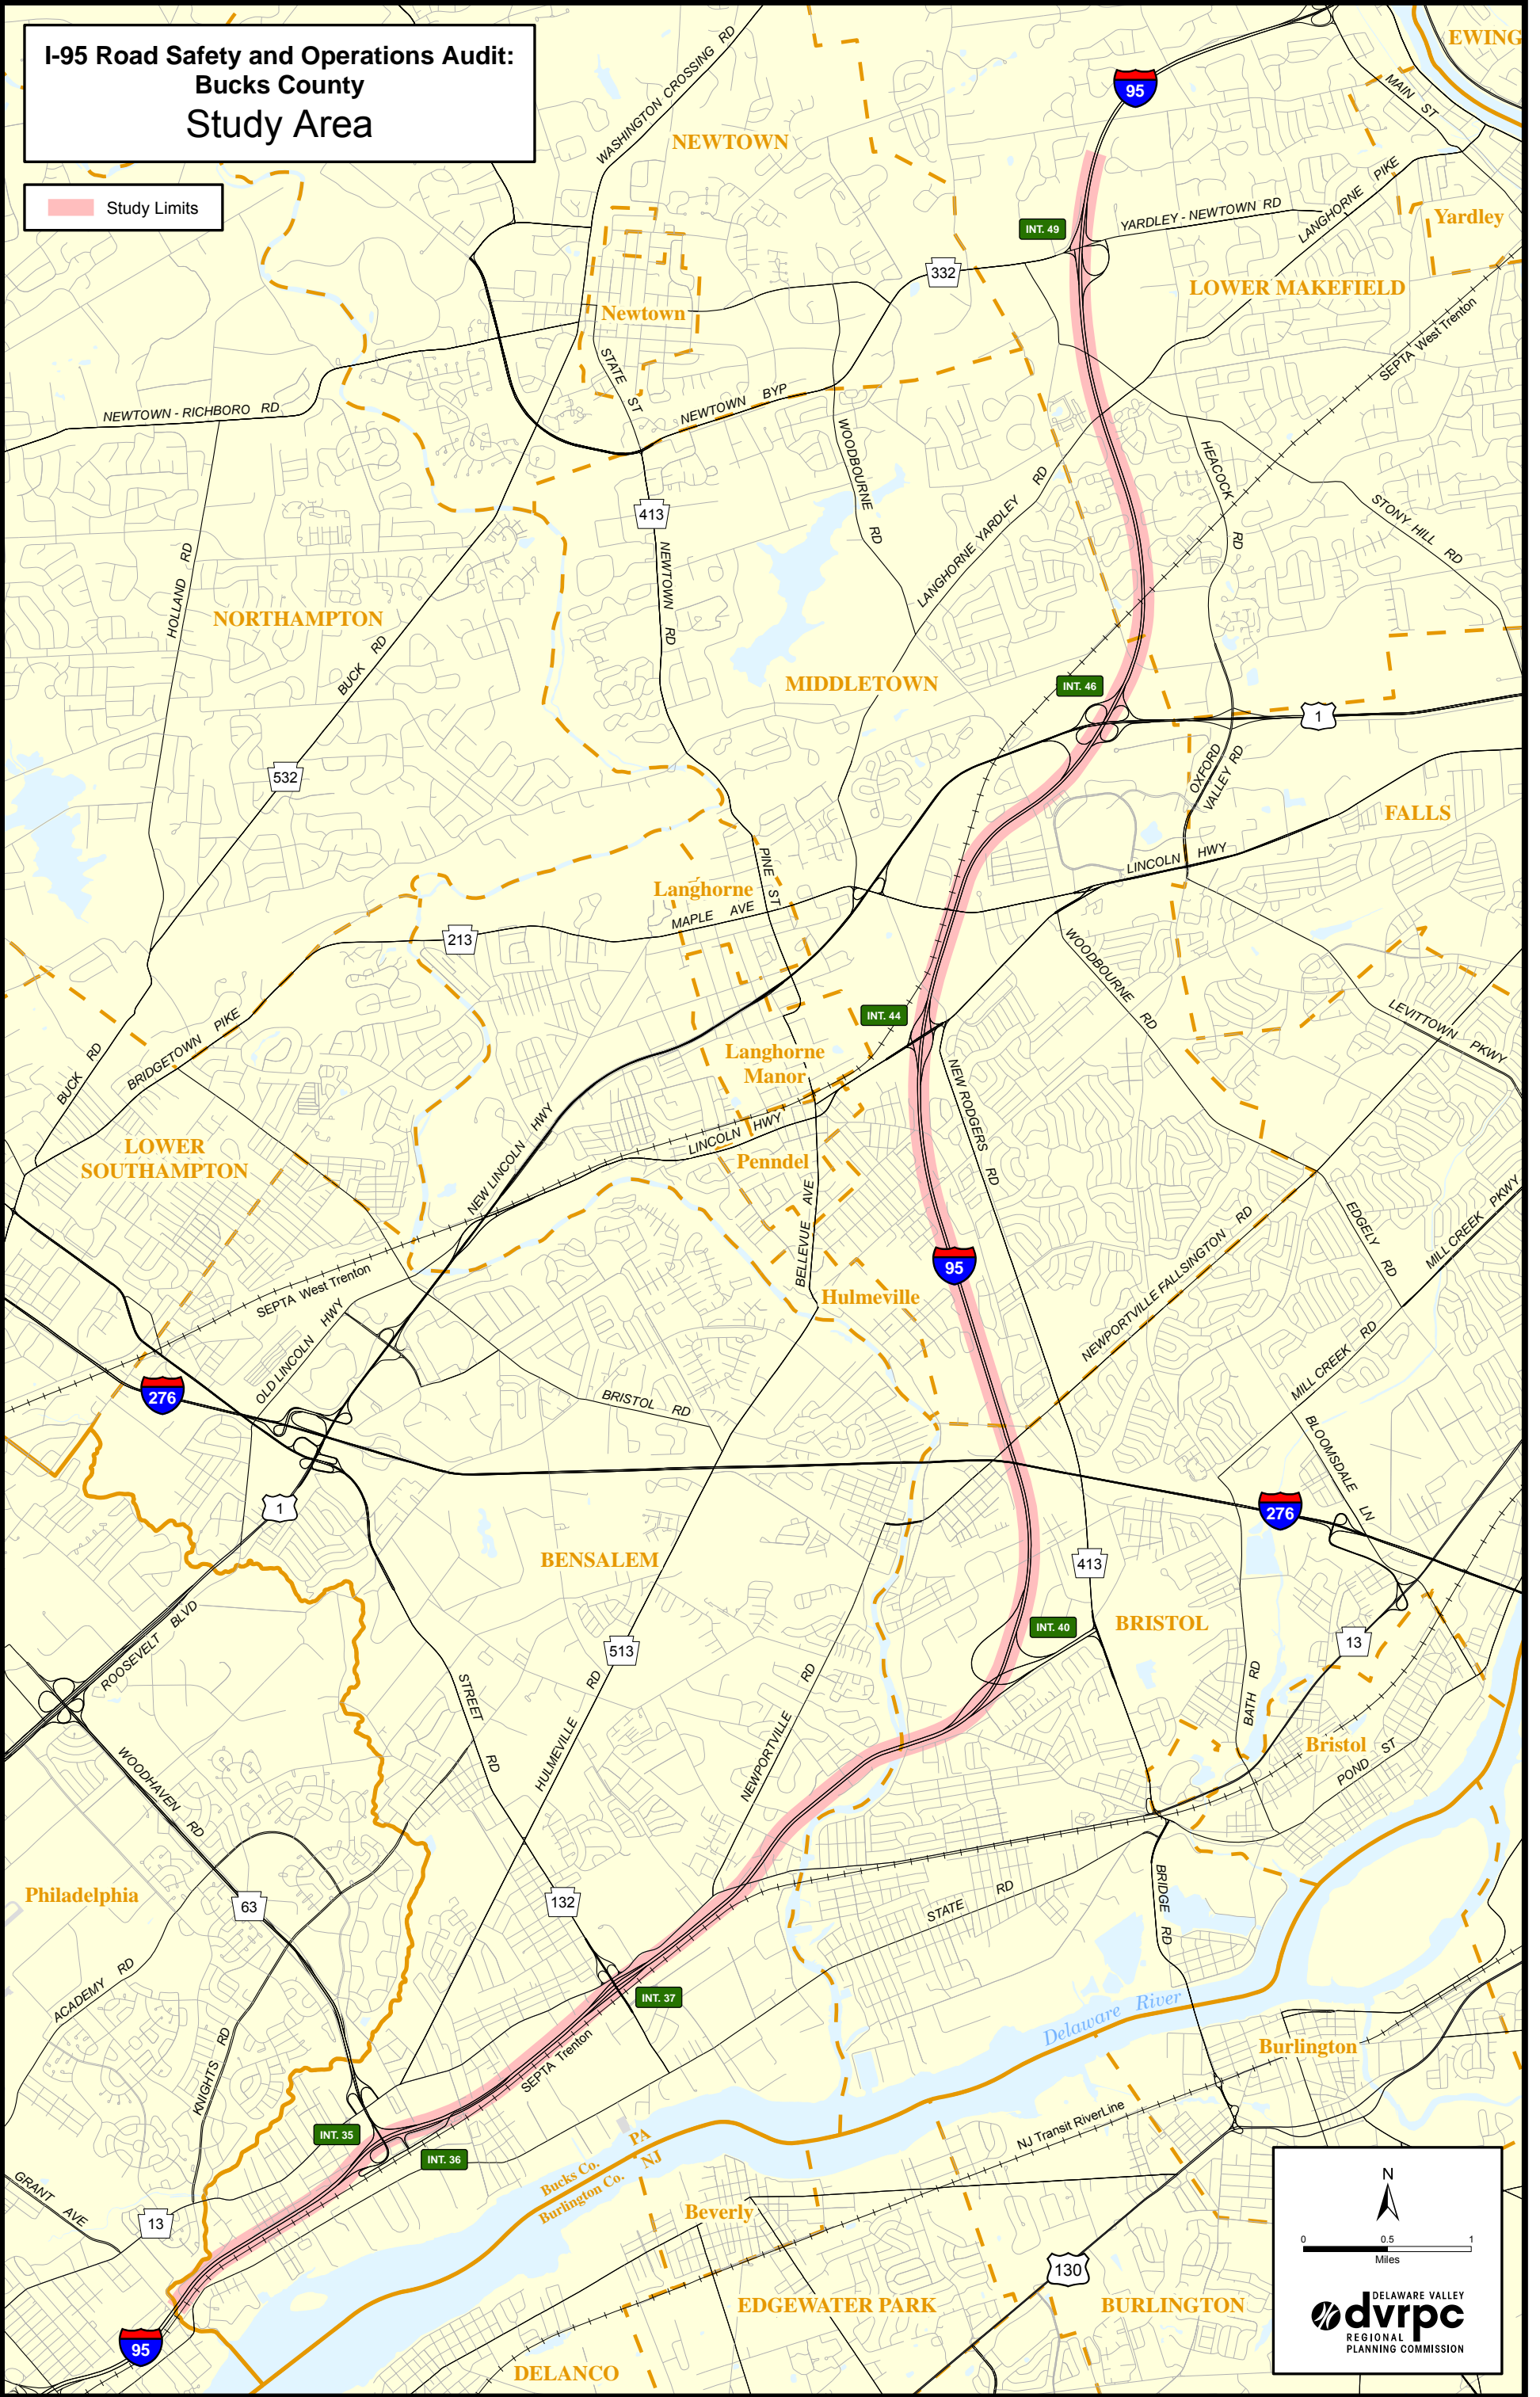 I-95 Road Safety and Operations Audit:
Bucks County
Study Area
Study Limits
EWING
95
MAIN ST
WASHINGTON CROSSING RD
NEWTOWN
LANGHORNE PIKE
YARDLEY - NEWTOWN RD
Yardley
INT. 49
332
LOWER MAKEFIELD
Newtown
SEPTA West Trenton
STATE ST
NEWTOWN BYP
NEWTOWN - RICHBORO RD
WOODBOURNE RD
HEACOCK RD
LANGHORNE YARDLEY RD
STONY HILL RD
413
NEWTOWN RD
HOLLAND RD
NORTHAMPTON
BUCK RD
MIDDLETOWN
INT. 46
1
532
OXFORD
VALLEY RD
FALLS
LINCOLN HWY
PINE ST
Langhorne
MAPLE AVE
213
WOODBOURNE RD
INT. 44
LEVITTOWN PKWY
BUCK RD
BRIDGETOWN PIKE
Langhorne
Manor
NEW RODGERS RD
LOWER
SOUTHAMPTON
NEW LINCOLN HWY
LINCOLN HWY
Penndel
BELLEVUE AVE
EDGELY RD
MILL CREEK PKWY
NEWPORTVILLE FALLSINGTON RD
95
SEPTA West Trenton
Hulmeville
OLD LINCOLN HWY
MILL CREEK RD
276
BRISTOL RD
BLOOMSDALE LN
1
276
BENSALEM
413
ROOSEVELT BLVD
INT. 40
BRISTOL
513
13
STREET RD
HULMEVILLE RD
NEWPORTVILLE RD
BATH RD
Bristol
POND ST
WOODHAVEN RD
Philadelphia
63
132
STATE RD
BRIDGE RD
ACADEMY RD
INT. 37
Delaware River
Burlington
SEPTA Trenton
KNIGHTS RD
INT. 35
INT. 36
NJ Transit RiverLine
PA
NJ
Bucks Co.
Burlington Co.
GRANT AVE
13
Beverly
130
EDGEWATER PARK
BURLINGTON
95
DELANCO
N
0 0.5 1
Miles
DELAWARE VALLEY
dvrpc
REGIONAL
PLANNING COMMISSION